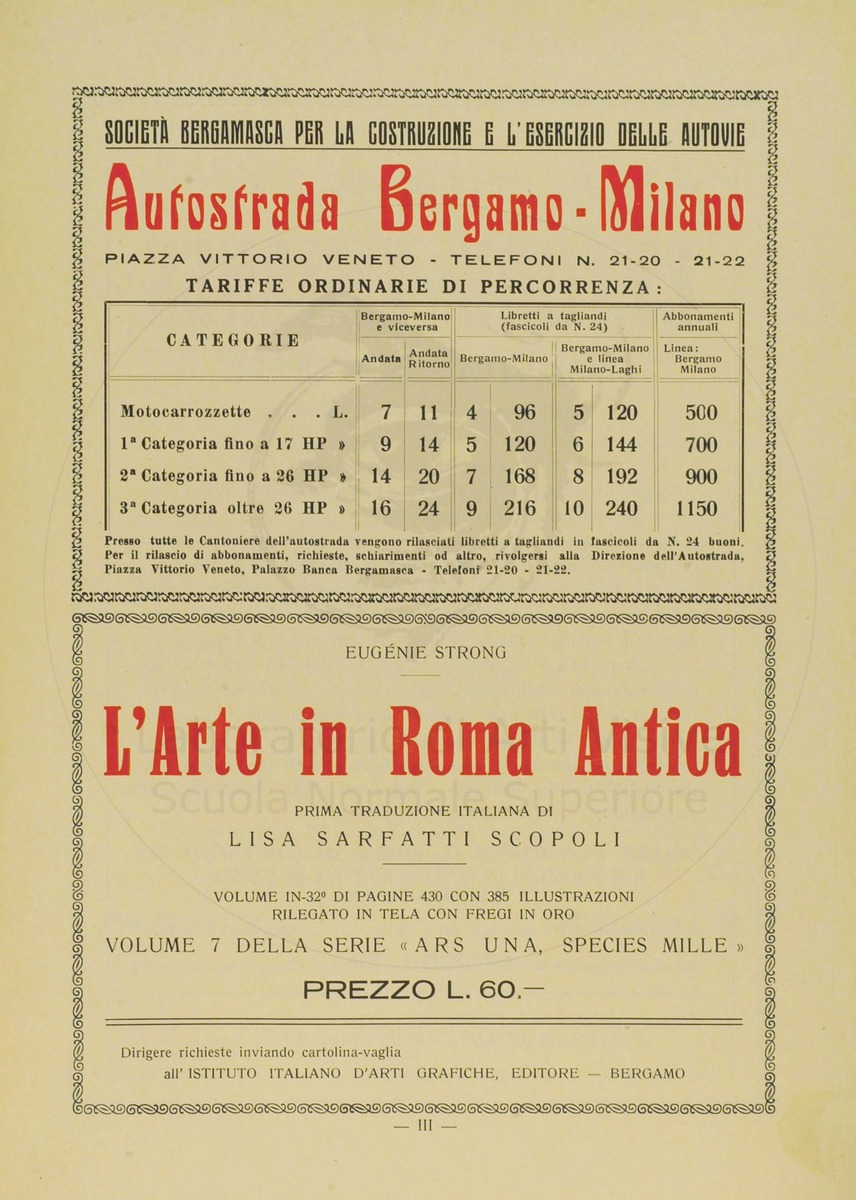 SOCIETÀ BERGAMASCA PER LA COSTRUZIONE E L'ESERCIZIO DELLE AUTOVIE
Autostrada Bergamo-Milano
PIAZZA VITTORIO VENETO - TELEFONI N. 21-20 - 21-22
TARIFFE ORDINARIE DI PERCORRENZA :
CATEGORIE
Bergamo-Milano
e viceversa
Libretti a tagliandi
(fascicoli da N. 24)
Abbonamenti
annuali
Andata
Andata
Ritorno
Bergamo-Milano
Bergamo-Milano
e linea
Milano-Laghi
Linea:
Bergamo
Milano
Motocarrozzette . . . L. 7 11 4 96 5 120 500
1ª Categoria fino a 17 HP » 9 14 5 120 6 144 700
2ª Categoria fino a 26 HP » 14 20 7 168 8 192 900
3ª Categoria oltre 26 HP » 16 24 9 216 10 240 1150
Presso tutte le Cantoniere dell'autostrada vengono rilasciati libretti a tagliandi in fascicoli da N. 24 buoni.
Per il rilascio di abbonamenti, richieste, schiarimenti od altro, rivolgersi alla Direzione dell'Autostrada,
Piazza Vittorio Veneto, Palazzo Banca Bergamasca - Telefoni 21-20 - 21-22.
EUGÉNIE STRONG
L'Arte in Roma Antica
Scuola Normale Superiore
PRIMA TRADUZIONE ITALIANA DI
LISA SARFATTI SCOPOLI
VOLUME IN-32º DI PAGINE 430 CON 385 ILLUSTRAZIONI
RILEGATO IN TELA CON FREGI IN ORO
VOLUME 7 DELLA SERIE « ARS UNA, SPECIES MILLE »
PREZZO L. 60.—
Dirigere richieste inviando cartolina-vaglia
all' ISTITUTO ITALIANO D'ARTI GRAFICHE, EDITORE — BERGAMO
— III —